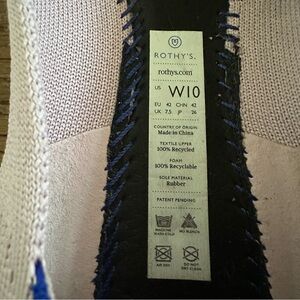 ROTHY'S.
rothys.com
US W10
EU 42 CHN 42
UK 7.5 JP 26
COUNTRY OF ORIGIN
Made in China
TEXTILE UPPER
100% Recycled
FOAM
100% Recyclable
SOLE MATERIAL
Rubber
PATENT PENDING
MACHINE
WASH COLD
NO BLEACH
AIR DRY
DO NOT
DRY CLEAN